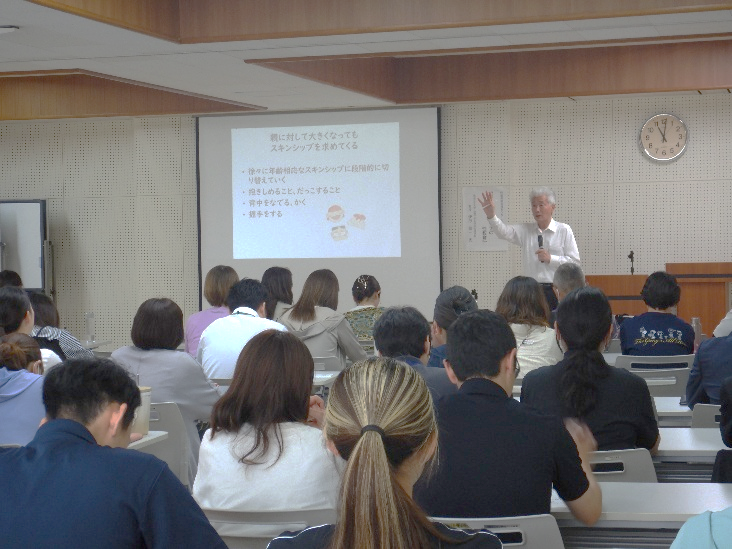 親に対して大きくなっても
スキンシップを求めてくる
• 徐々に年齢相応なスキンシップに段階的に切
り替えていく
• 抱きしめること、だっこすること
• 背中をなでる、かく
• 握手をする